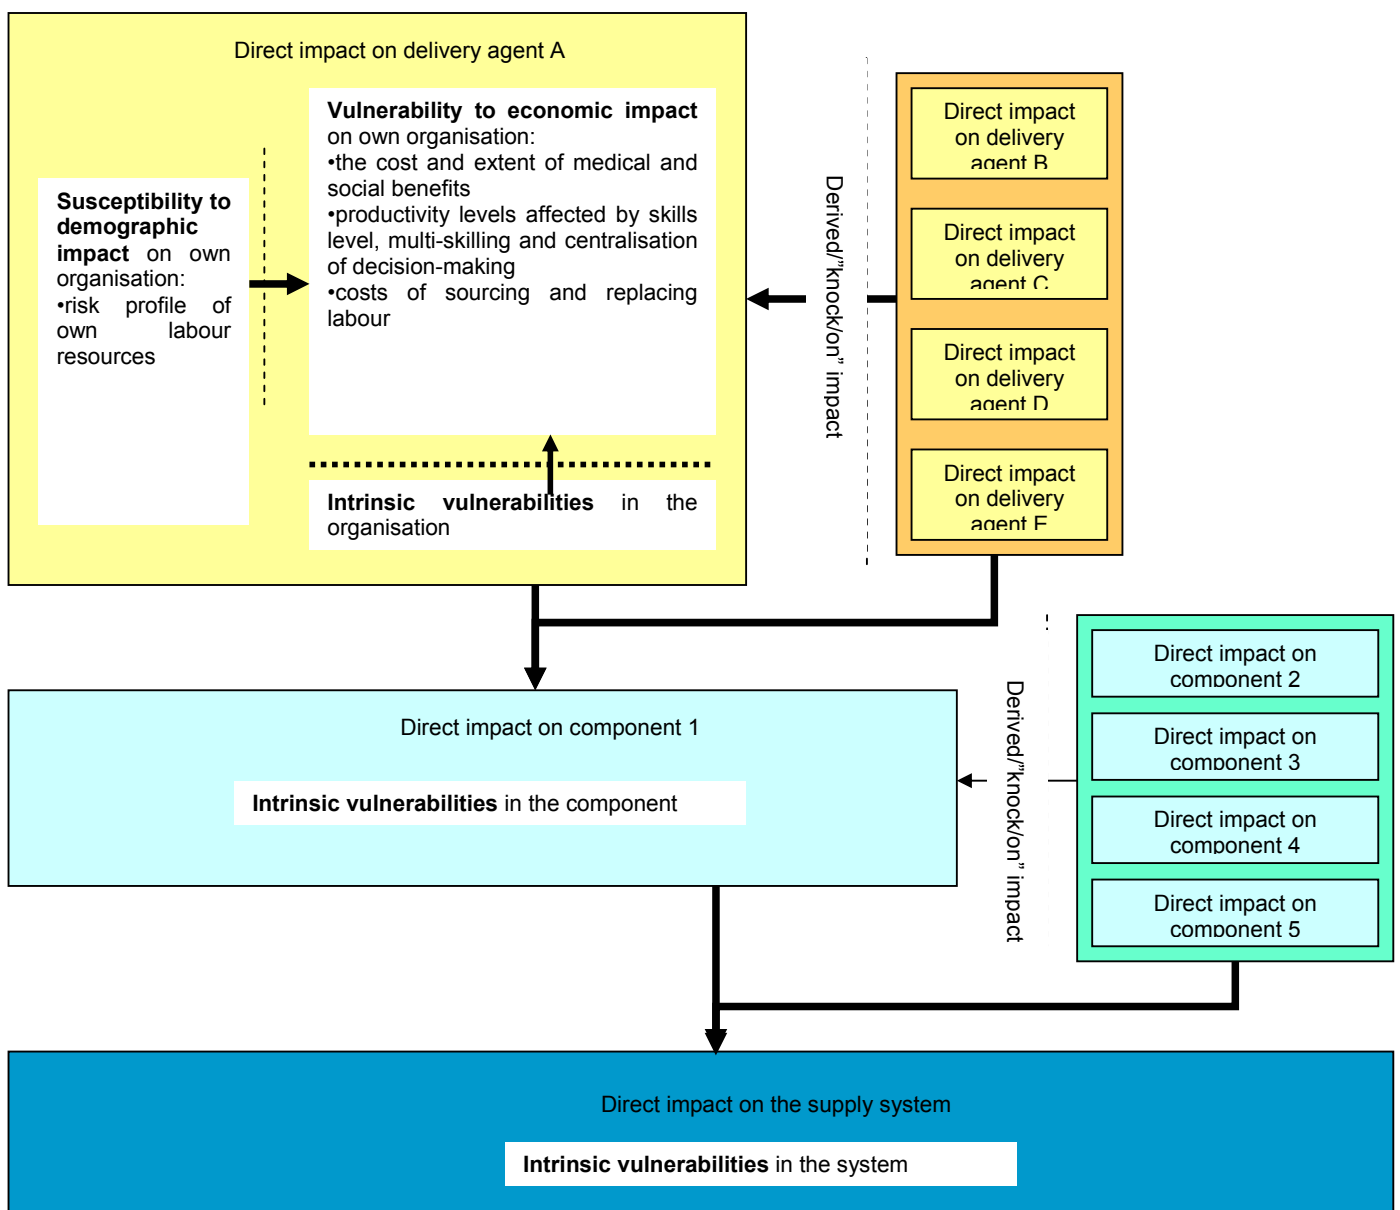 Direct impact on delivery agent A
Vulnerability to economic impact
on own organisation:
•the cost and extent of medical and
social benefits
•productivity levels affected by skills
level, multi-skilling and centralisation
of decision-making
•costs of sourcing and replacing
labour
Susceptibility to
demographic
impact on own
organisation:
•risk profile of
own labour
resources
Intrinsic vulnerabilities in the
organisation
Derived/"knock/on" impact
Direct impact
on delivery
agent B
Direct impact
on delivery
agent C
Direct impact
on delivery
agent D
Direct impact
on delivery
agent E
Direct impact on component 1
Intrinsic vulnerabilities in the component
Derived/"knock/on" impact
Direct impact on
component 2
Direct impact on
component 3
Direct impact on
component 4
Direct impact on
component 5
Direct impact on the supply system
Intrinsic vulnerabilities in the system